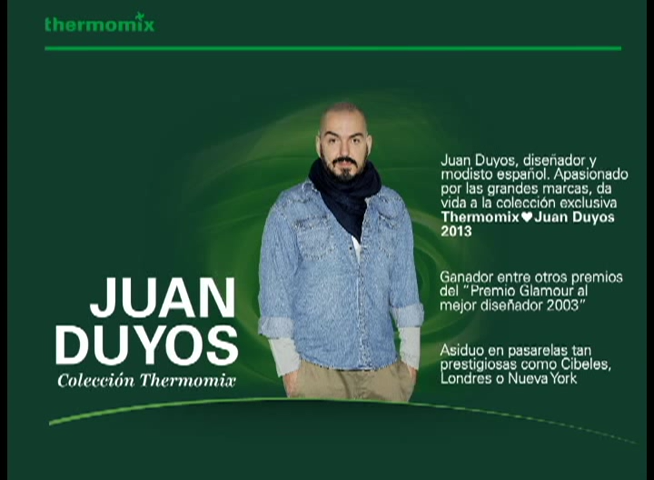 thermomix
Juan Duyos, diseñador y
modisto español. Apasionado
por las grandes marcas, da
vida a la colección exclusiva
Thermomix♥Juan Duyos
2013
Ganador entre otros premios
del “Premio Glamour al
mejor diseñador 2003”
Asiduo en pasarelas tan
prestigiosas como Cibeles,
Londres o Nueva York
JUAN
DUYOS
Colección Thermomix